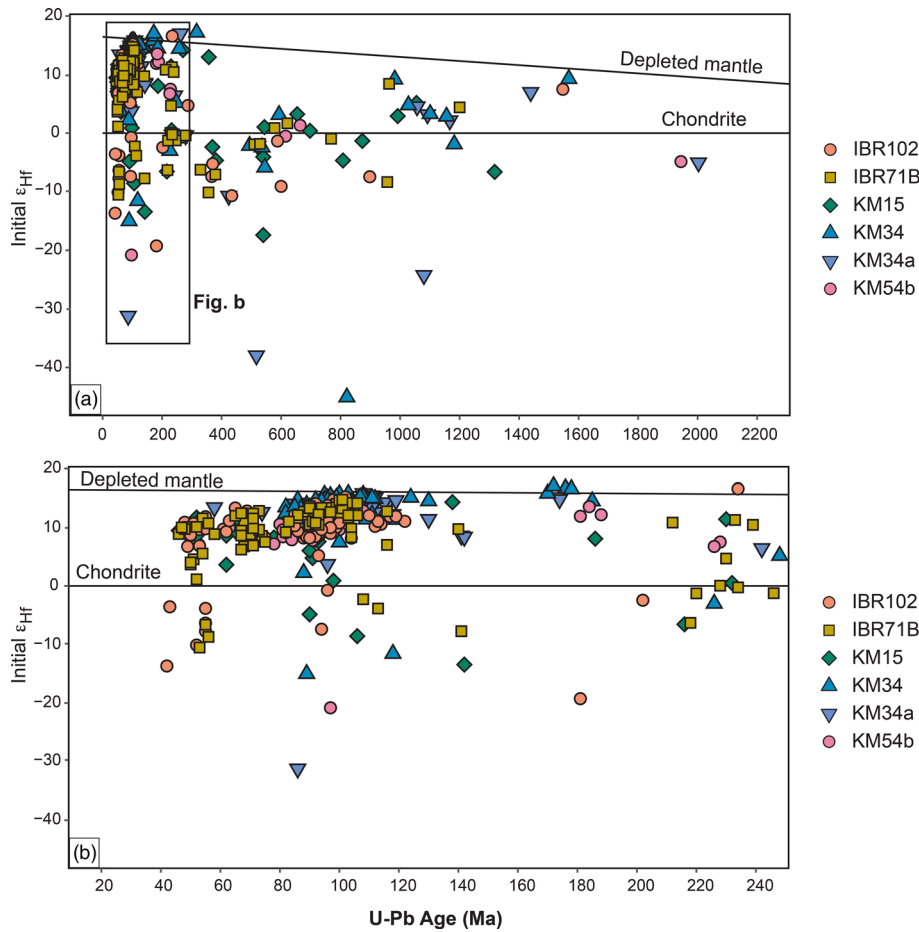 20
10
0
−10
−20
−30
−40
Initial εHf
Depleted mantle
Chondrite
Fig. b
(a)
0 200 400 600 800 1000 1200 1400 1600 1800 2000 2200
IBR102
IBR71B
KM15
KM34
KM34a
KM54b
20
10
0
−10
−20
−30
−40
Initial εHf
Depleted mantle
Chondrite
(b)
20 40 60 80 100 120 140 160 180 200 220 240
U-Pb Age (Ma)
IBR102
IBR71B
KM15
KM34
KM34a
KM54b